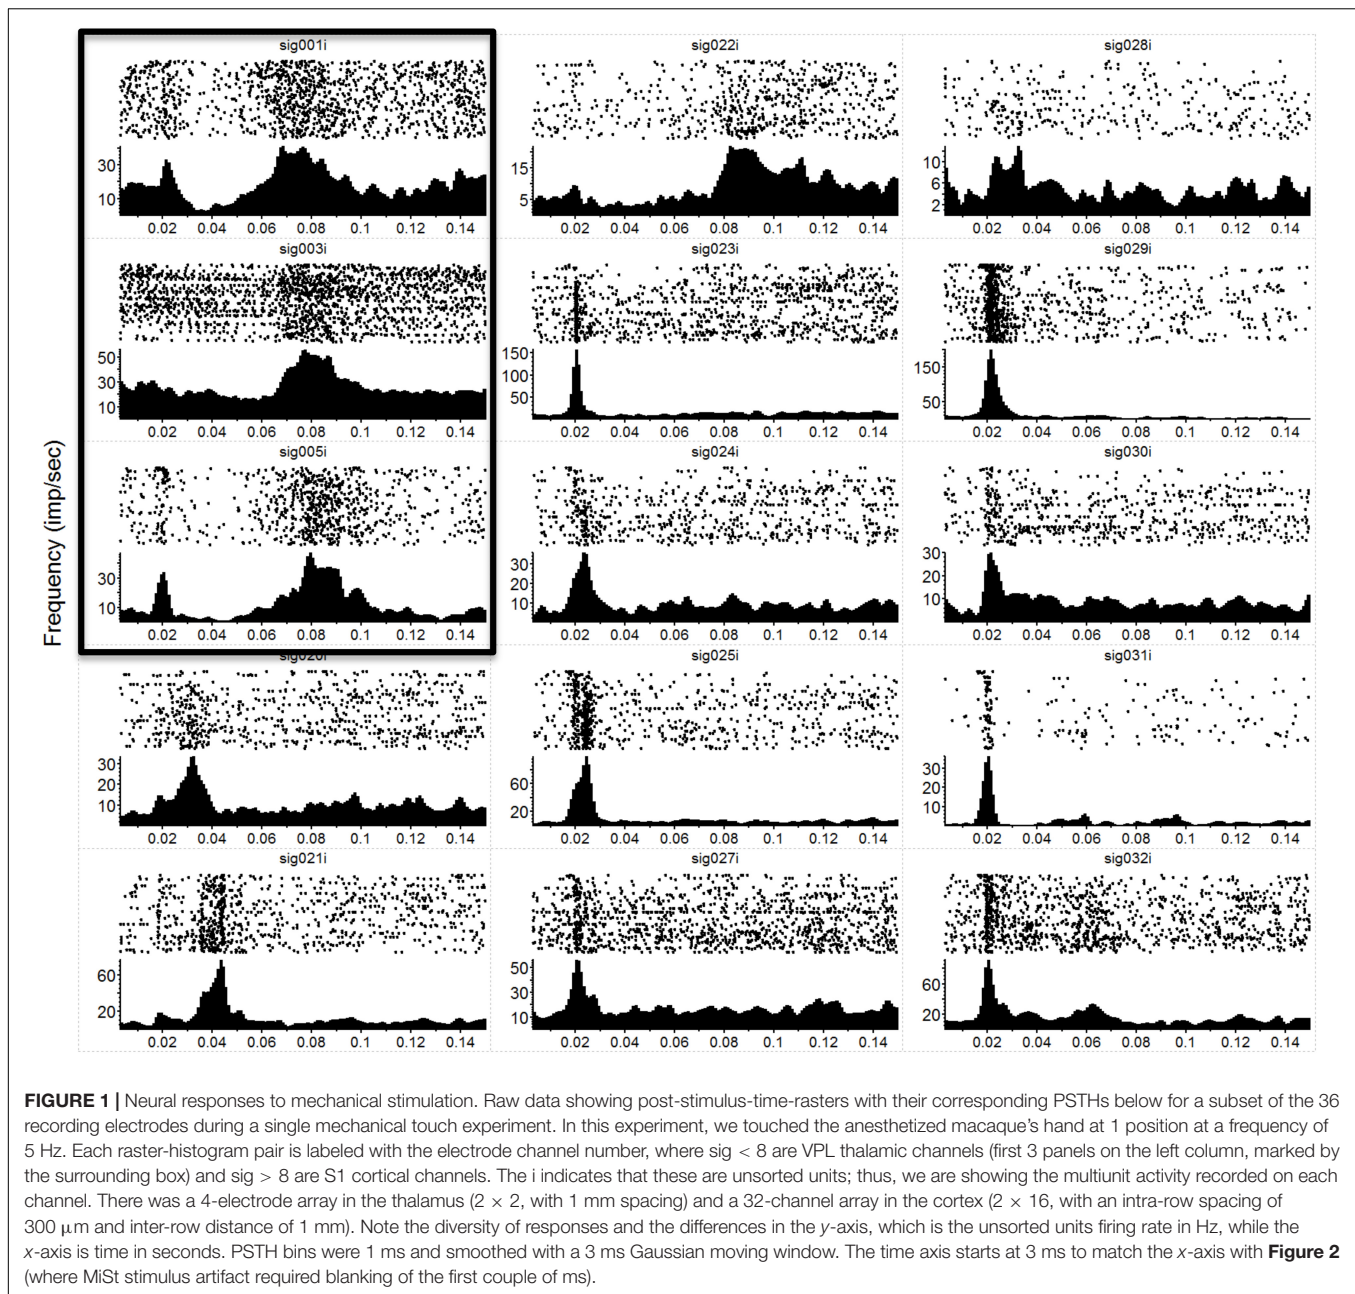 sig001i
sig022i
sig028i
30
10
15
5
10
6
2
0.02 0.04 0.06 0.08 0.1 0.12 0.14
0.02 0.04 0.06 0.08 0.1 0.12 0.14
0.02 0.04 0.06 0.08 0.1 0.12 0.14
sig003i
sig023i
sig029i
50
30
10
150
100
50
150
50
0.02 0.04 0.06 0.08 0.1 0.12 0.14
0.02 0.04 0.06 0.08 0.1 0.12 0.14
0.02 0.04 0.06 0.08 0.1 0.12 0.14
Frequency (imp/sec)
sig005i
sig024i
sig030i
30
10
30
20
10
30
20
10
0.02 0.04 0.06 0.08 0.1 0.12 0.14
0.02 0.04 0.06 0.08 0.1 0.12 0.14
0.02 0.04 0.06 0.08 0.1 0.12 0.14
sig020i
sig025i
sig031i
30
20
10
60
20
30
20
10
0.02 0.04 0.06 0.08 0.1 0.12 0.14
0.02 0.04 0.06 0.08 0.1 0.12 0.14
0.02 0.04 0.06 0.08 0.1 0.12 0.14
sig021i
sig027i
sig032i
60
20
50
30
10
60
20
0.02 0.04 0.06 0.08 0.1 0.12 0.14
0.02 0.04 0.06 0.08 0.1 0.12 0.14
0.02 0.04 0.06 0.08 0.1 0.12 0.14
FIGURE 1 | Neural responses to mechanical stimulation. Raw data showing post-stimulus-time-rasters with their corresponding PSTHs below for a subset of the 36
recording electrodes during a single mechanical touch experiment. In this experiment, we touched the anesthetized macaque's hand at 1 position at a frequency of
5 Hz. Each raster-histogram pair is labeled with the electrode channel number, where sig < 8 are VPL thalamic channels (first 3 panels on the left column, marked by
the surrounding box) and sig > 8 are S1 cortical channels. The i indicates that these are unsorted units; thus, we are showing the multiunit activity recorded on each
channel. There was a 4-electrode array in the thalamus (2 × 2, with 1 mm spacing) and a 32-channel array in the cortex (2 × 16, with an intra-row spacing of
300 μm and inter-row distance of 1 mm). Note the diversity of responses and the differences in the y-axis, which is the unsorted units firing rate in Hz, while the
x-axis is time in seconds. PSTH bins were 1 ms and smoothed with a 3 ms Gaussian moving window. The time axis starts at 3 ms to match the x-axis with Figure 2
(where MiSt stimulus artifact required blanking of the first couple of ms).